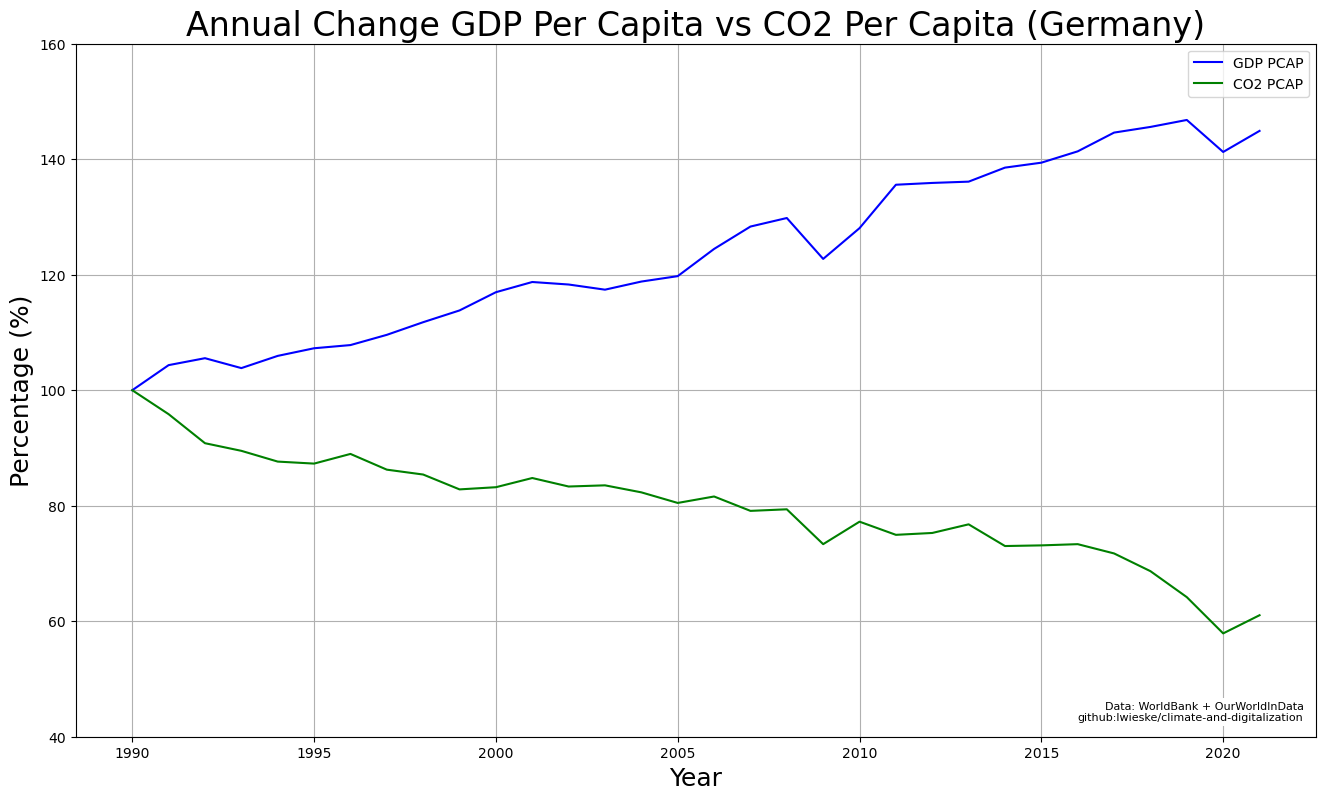 Annual Change GDP Per Capita vs CO2 Per Capita (Germany)
160
140
120
100
80
60
40
Percentage (%)
GDP PCAP
CO2 PCAP
Data: WorldBank + OurWorldInData
github:lwieske/climate-and-digitalization
1990
1995
2000
2005
2010
2015
2020
Year